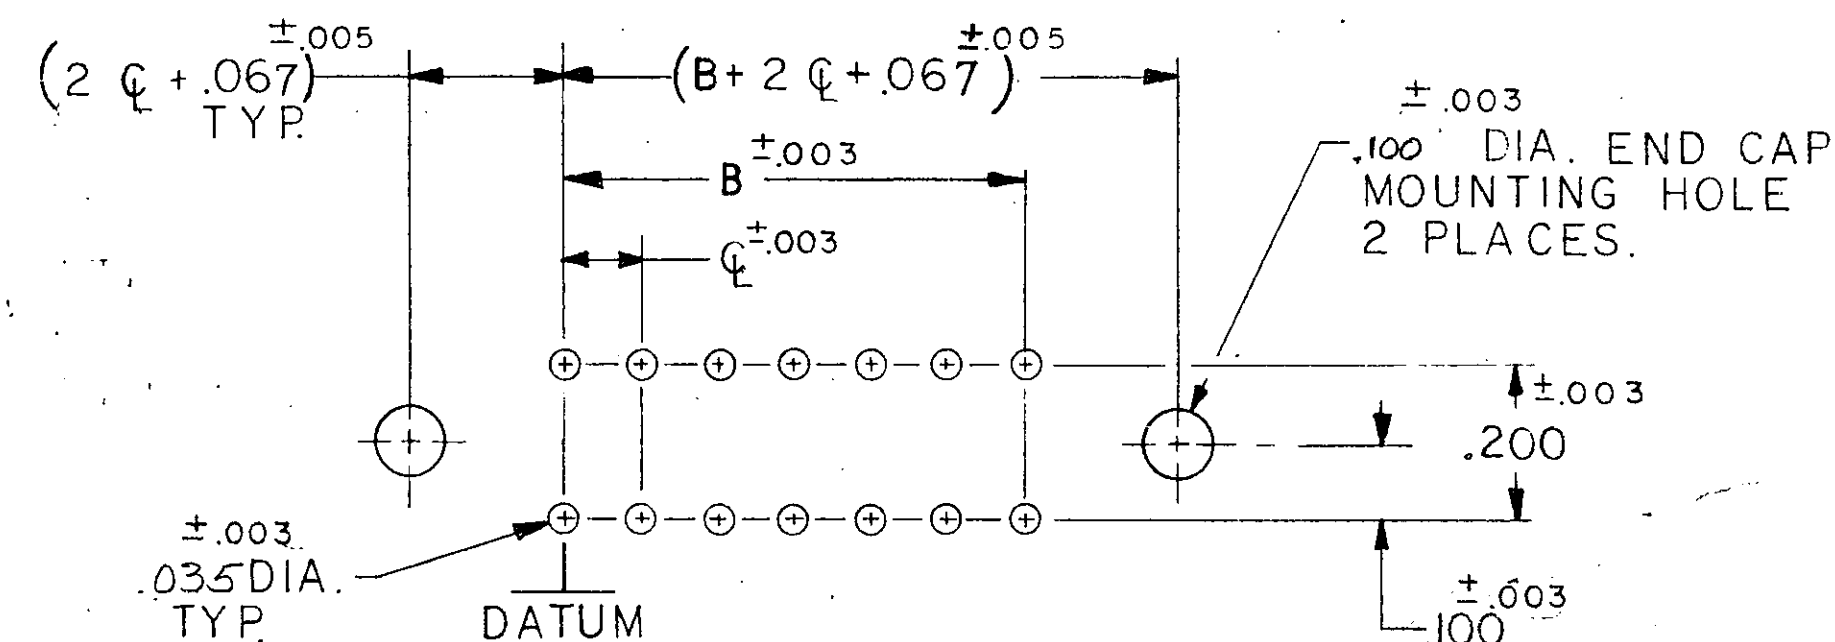 ±.005
(2 ℄ + .067)
TYP.
±.005
(B + 2 ℄ + .067)
±.003
B
±.003
℄
±.003
.100 DIA. END CAP
MOUNTING HOLE
2 PLACES.
±.003
.200
±.003
.035 DIA.
TYP.
DATUM
±.003
.100